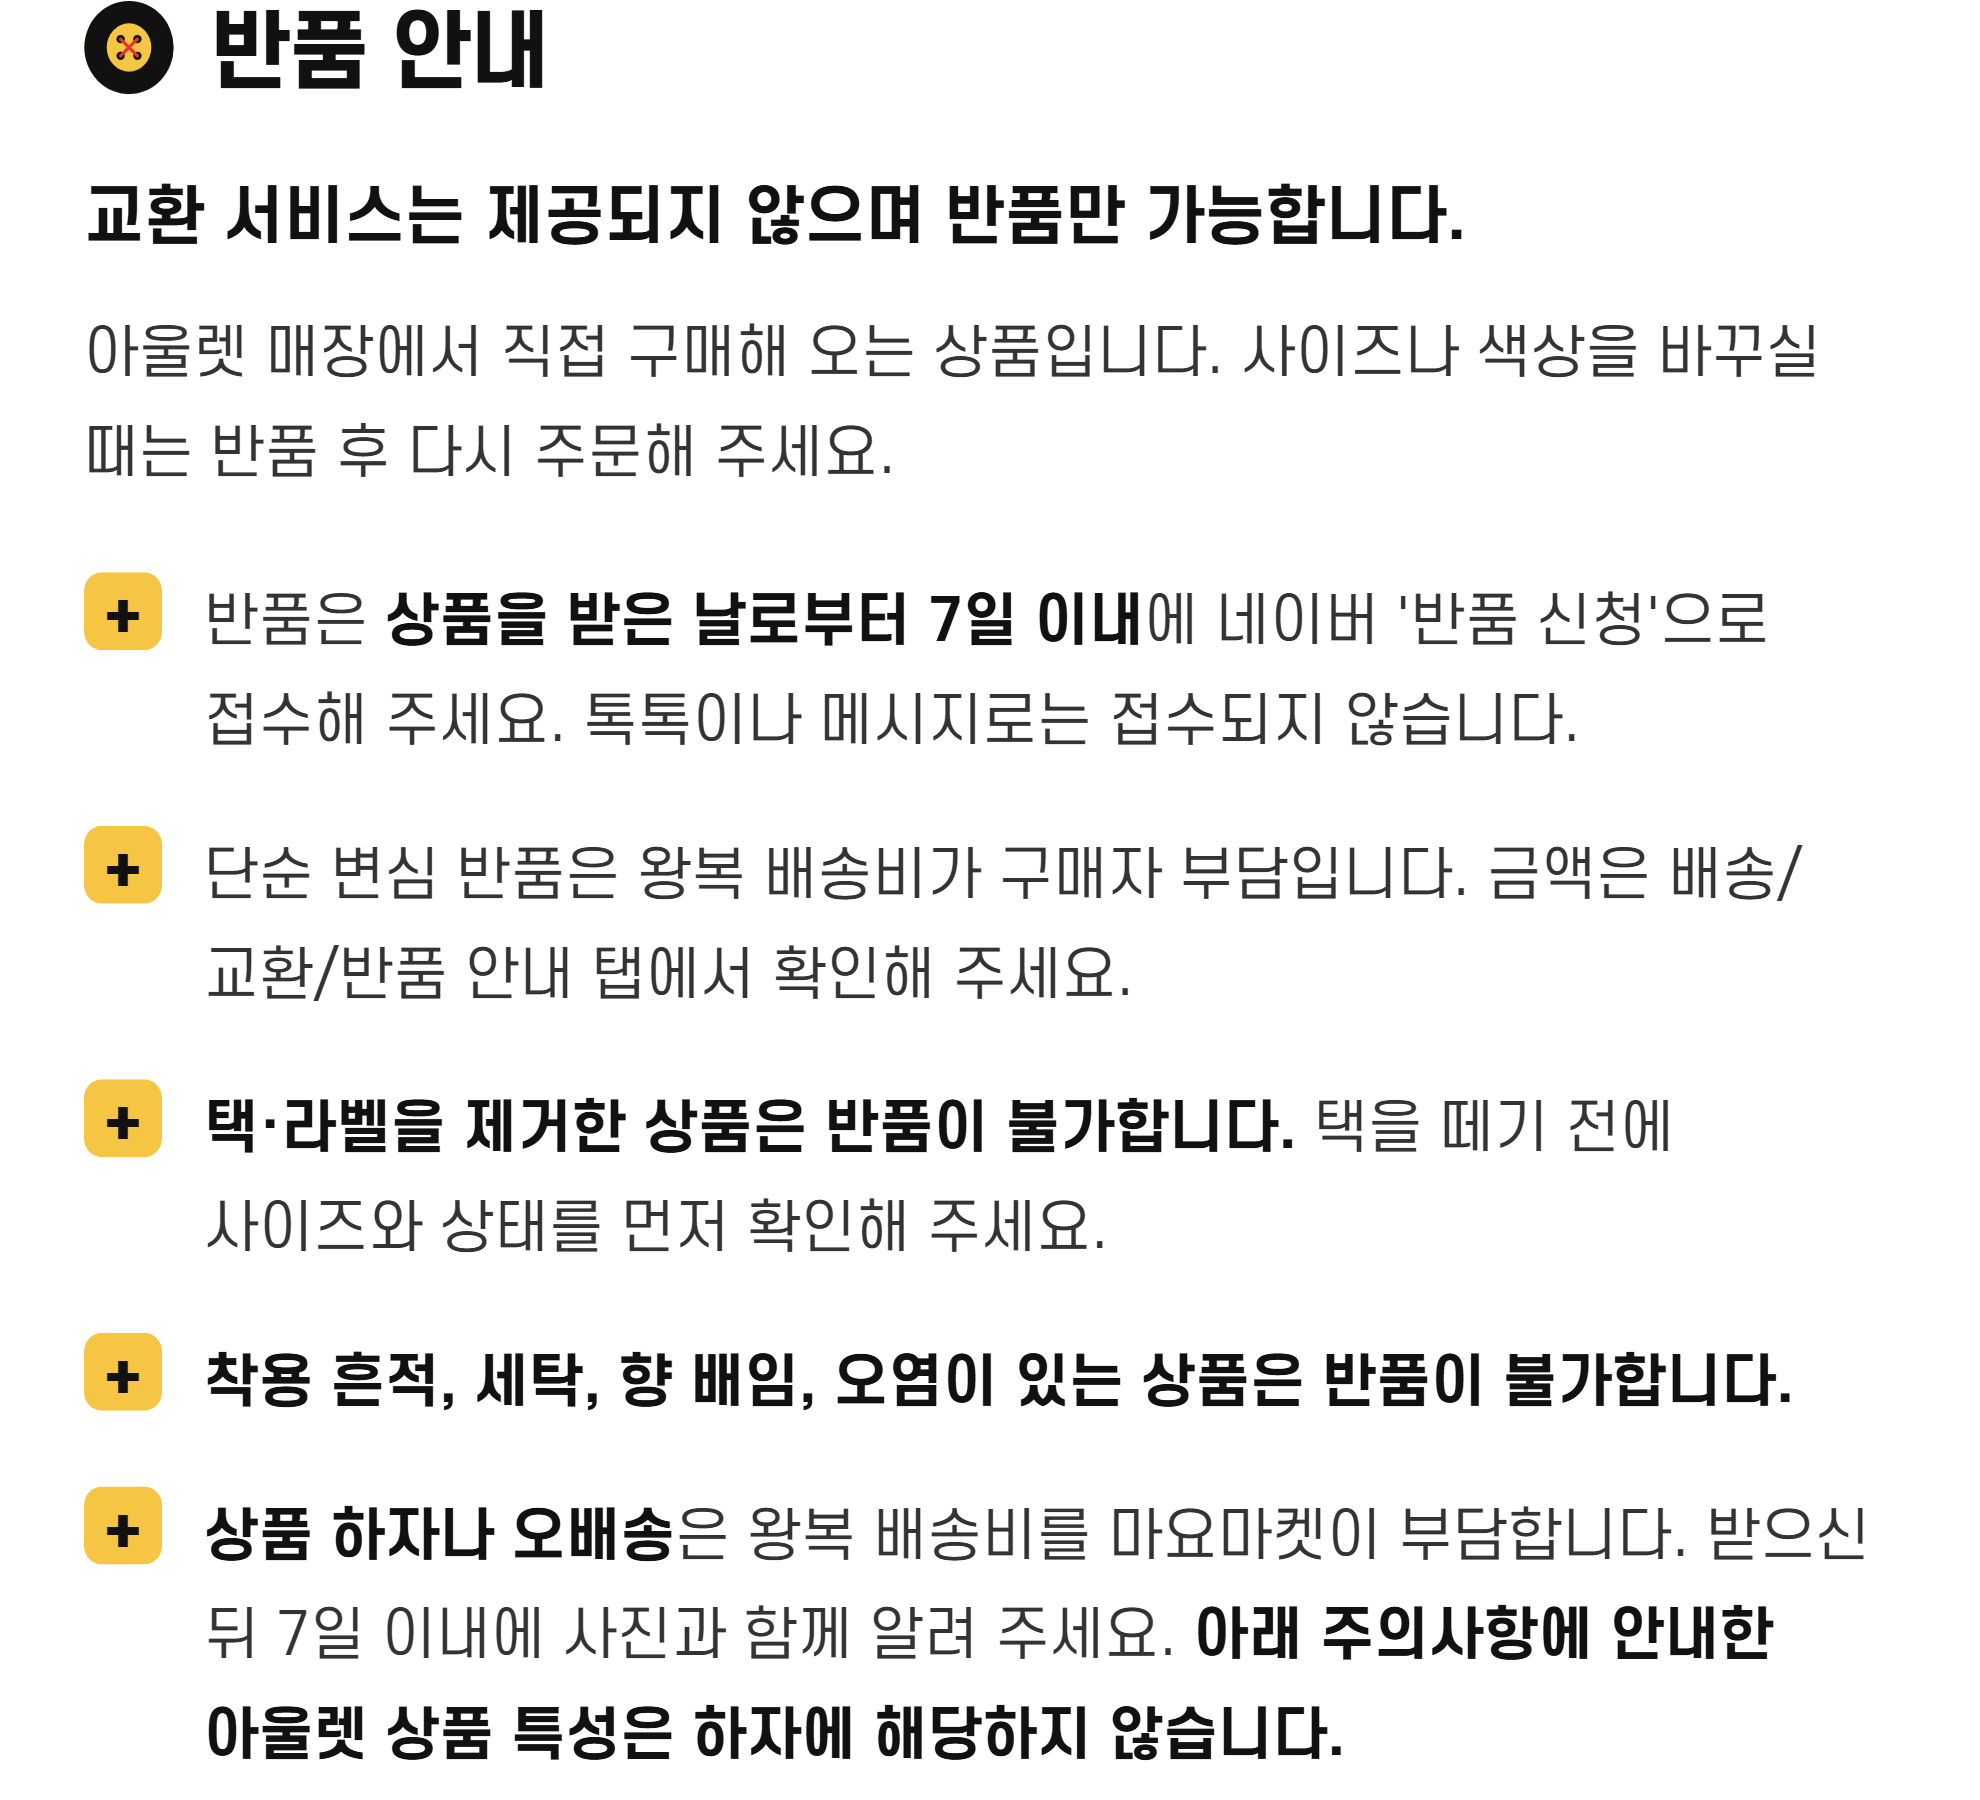 반품 안내
교환 서비스는 제공되지 않으며 반품만 가능합니다.
아울렛 매장에서 직접 구매해 오는 상품입니다. 사이즈나 색상을 바꾸실
때는 반품 후 다시 주문해 주세요.
+ 반품은 상품을 받은 날로부터 7일 이내에 네이버 '반품 신청'으로
접수해 주세요. 톡톡이나 메시지로는 접수되지 않습니다.
+ 단순 변심 반품은 왕복 배송비가 구매자 부담입니다. 금액은 배송/
교환/반품 안내 탭에서 확인해 주세요.
+ 택·라벨을 제거한 상품은 반품이 불가합니다. 택을 떼기 전에
사이즈와 상태를 먼저 확인해 주세요.
+ 착용 흔적, 세탁, 향 배임, 오염이 있는 상품은 반품이 불가합니다.
+ 상품 하자나 오배송은 왕복 배송비를 마요마켓이 부담합니다. 받으신
뒤 7일 이내에 사진과 함께 알려 주세요. 아래 주의사항에 안내한
아울렛 상품 특성은 하자에 해당하지 않습니다.